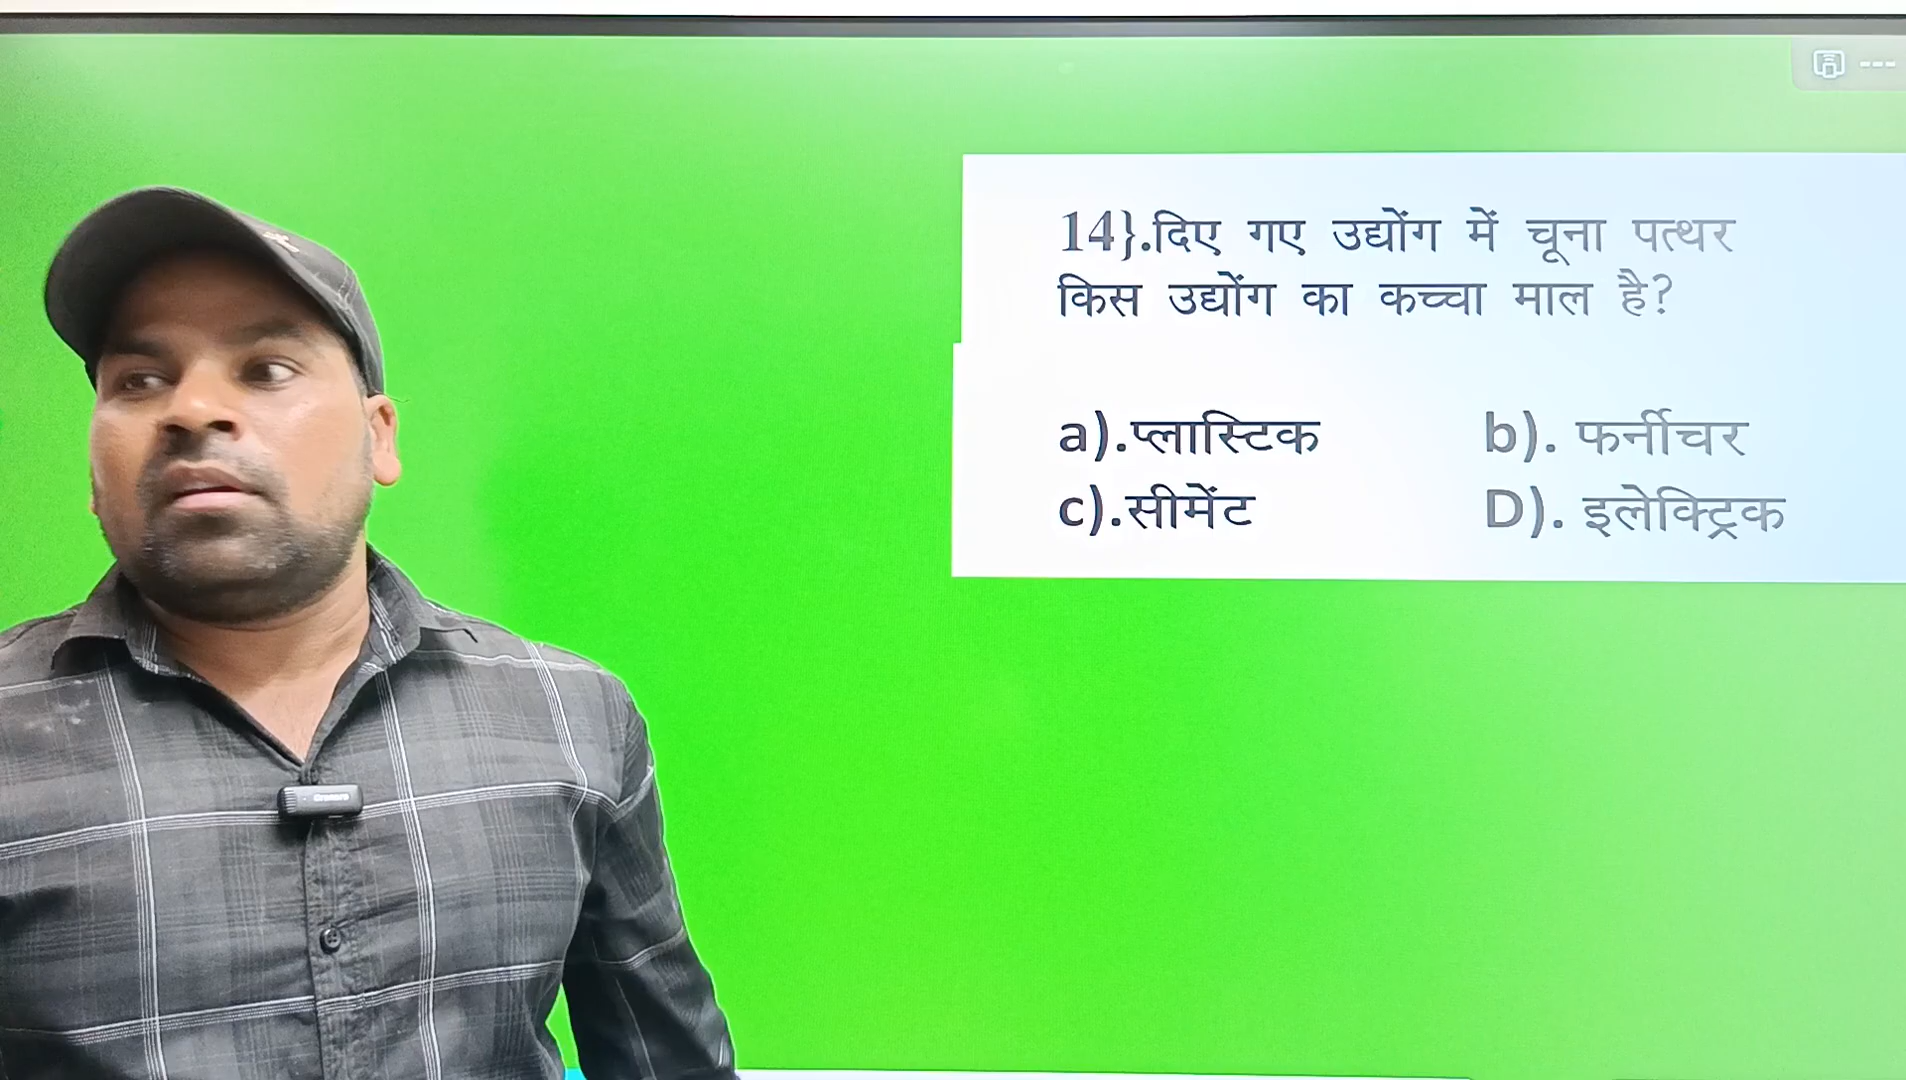 14}.दिए गए उद्योंग में चूना पत्थर
किस उद्योंग का कच्चा माल है?
a).प्लास्टिक b). फर्नीचर
c).सीमेंट D). इलेक्ट्रिक